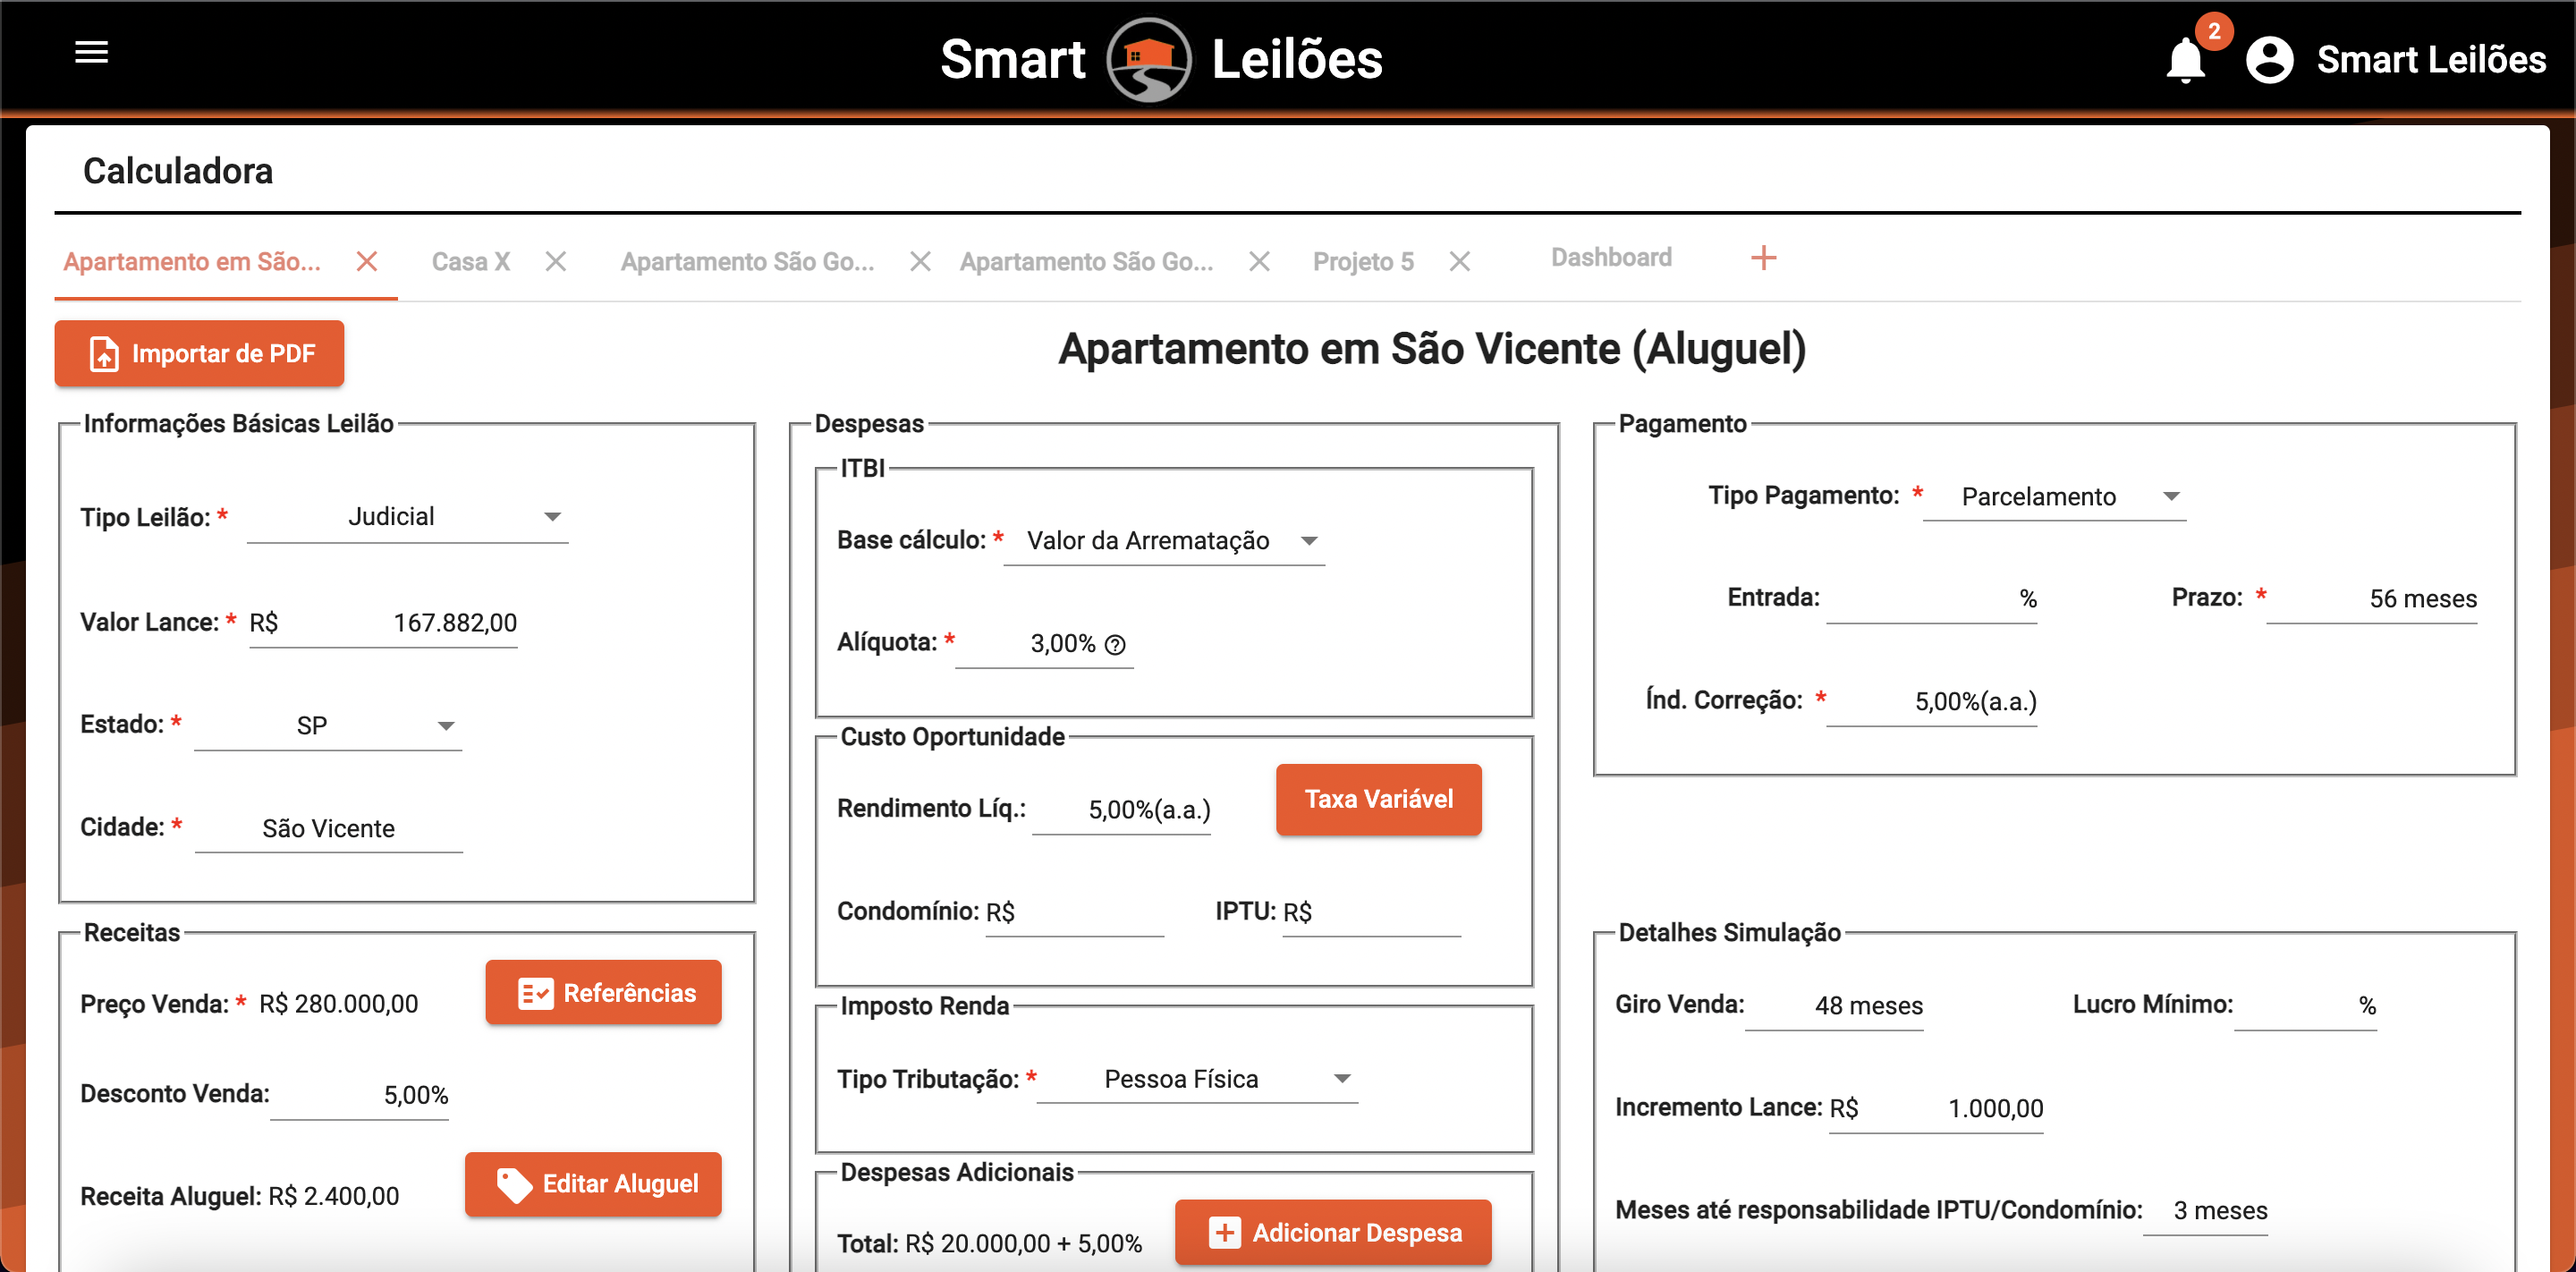 Smart Leilões
2
Smart Leilões
Calculadora
Apartamento em São...
Casa X
Apartamento São Go...
Apartamento São Go...
Projeto 5
Dashboard
Importar de PDF
Apartamento em São Vicente (Aluguel)
Informações Básicas Leilão
Tipo Leilão: * Judicial
Valor Lance: * R$ 167.882,00
Estado: * SP
Cidade: * São Vicente
Receitas
Preço Venda: * R$ 280.000,00
Referências
Desconto Venda: 5,00%
Receita Aluguel: R$ 2.400,00
Editar Aluguel
Despesas
ITBI
Base cálculo: * Valor da Arrematação
Alíquota: * 3,00%
Custo Oportunidade
Rendimento Líq.: 5,00%(a.a.)
Taxa Variável
Condomínio: R$
IPTU: R$
Imposto Renda
Tipo Tributação: * Pessoa Física
Despesas Adicionais
Total: R$ 20.000,00 + 5,00%
Adicionar Despesa
Pagamento
Tipo Pagamento: * Parcelamento
Entrada: %
Prazo: * 56 meses
Índ. Correção: * 5,00%(a.a.)
Detalhes Simulação
Giro Venda: 48 meses
Lucro Mínimo: %
Incremento Lance: R$ 1.000,00
Meses até responsabilidade IPTU/Condomínio: 3 meses